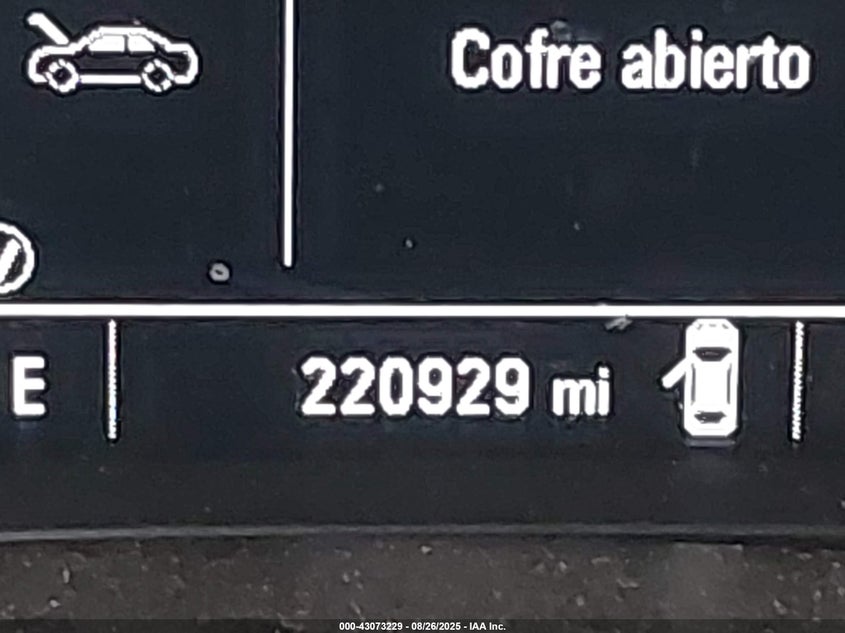 Cofre abierto
E
220929 mi
000-43073229 - 08/26/2025 - IAA Inc.